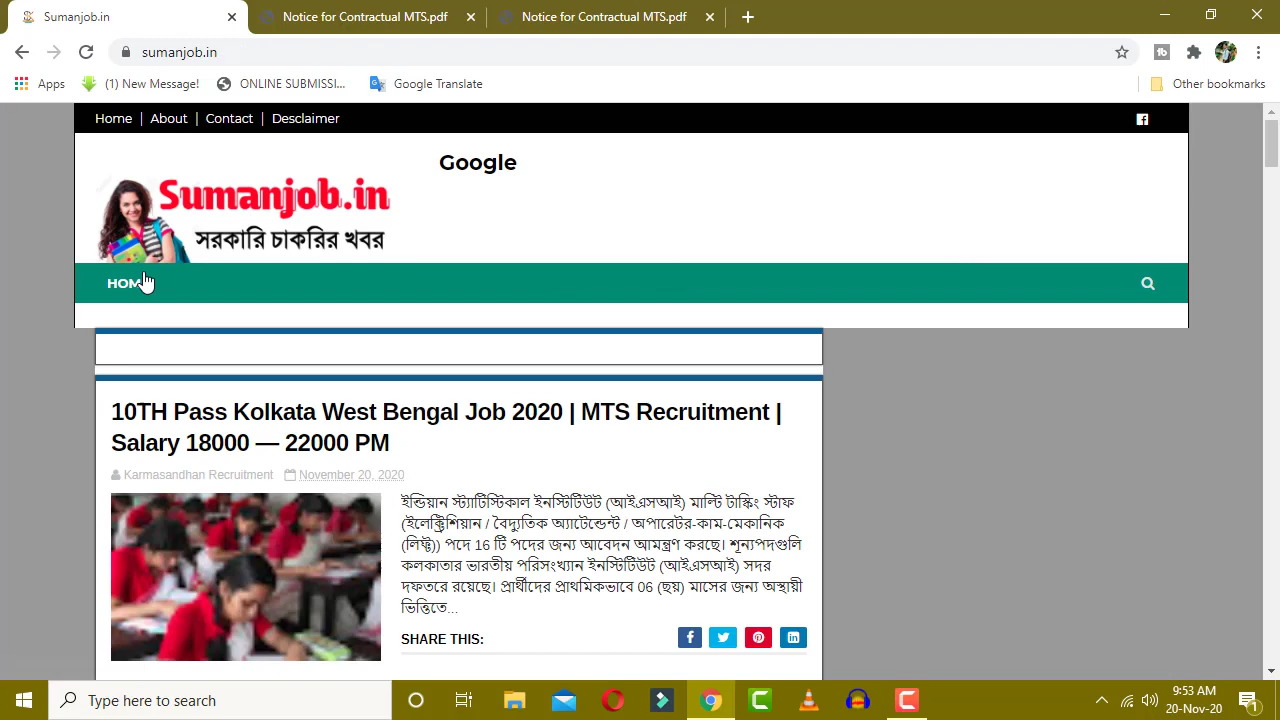 Sumanjob.in
Notice for Contractual MTS.pdf
Notice for Contractual MTS.pdf
sumanjob.in
Apps
(1) New Message!
ONLINE SUBMISSI...
Google Translate
Other bookmarks
Home | About | Contact | Desclaimer
Google
Sumanjob.in
সরকারি চাকরির খবর
HOM
10TH Pass Kolkata West Bengal Job 2020 | MTS Recruitment |
Salary 18000 — 22000 PM
Karmasandhan Recruitment November 20, 2020
ইন্ডিয়ান স্ট্যাটিস্টিকাল ইনস্টিটিউট (আইএসআই) মাল্টি টাস্কিং স্টাফ
(ইলেক্ট্রিশিয়ান / বৈদ্যুতিক অ্যাটেন্ডেন্ট / অপারেটর-কাম-মেকানিক
(লিফ্ট)) পদে 16 টি পদের জন্য আবেদন আমন্ত্রণ করছে। শূন্যপদগুলি
কলকাতার ভারতীয় পরিসংখ্যান ইনস্টিটিউট (আইএসআই) সদর
দফতরে রয়েছে। প্রার্থীদের প্রাথমিকভাবে 06 (ছয়) মাসের জন্য অস্থায়ী
ভিত্তিতে...
SHARE THIS:
Type here to search
9:53 AM
20-Nov-20
1